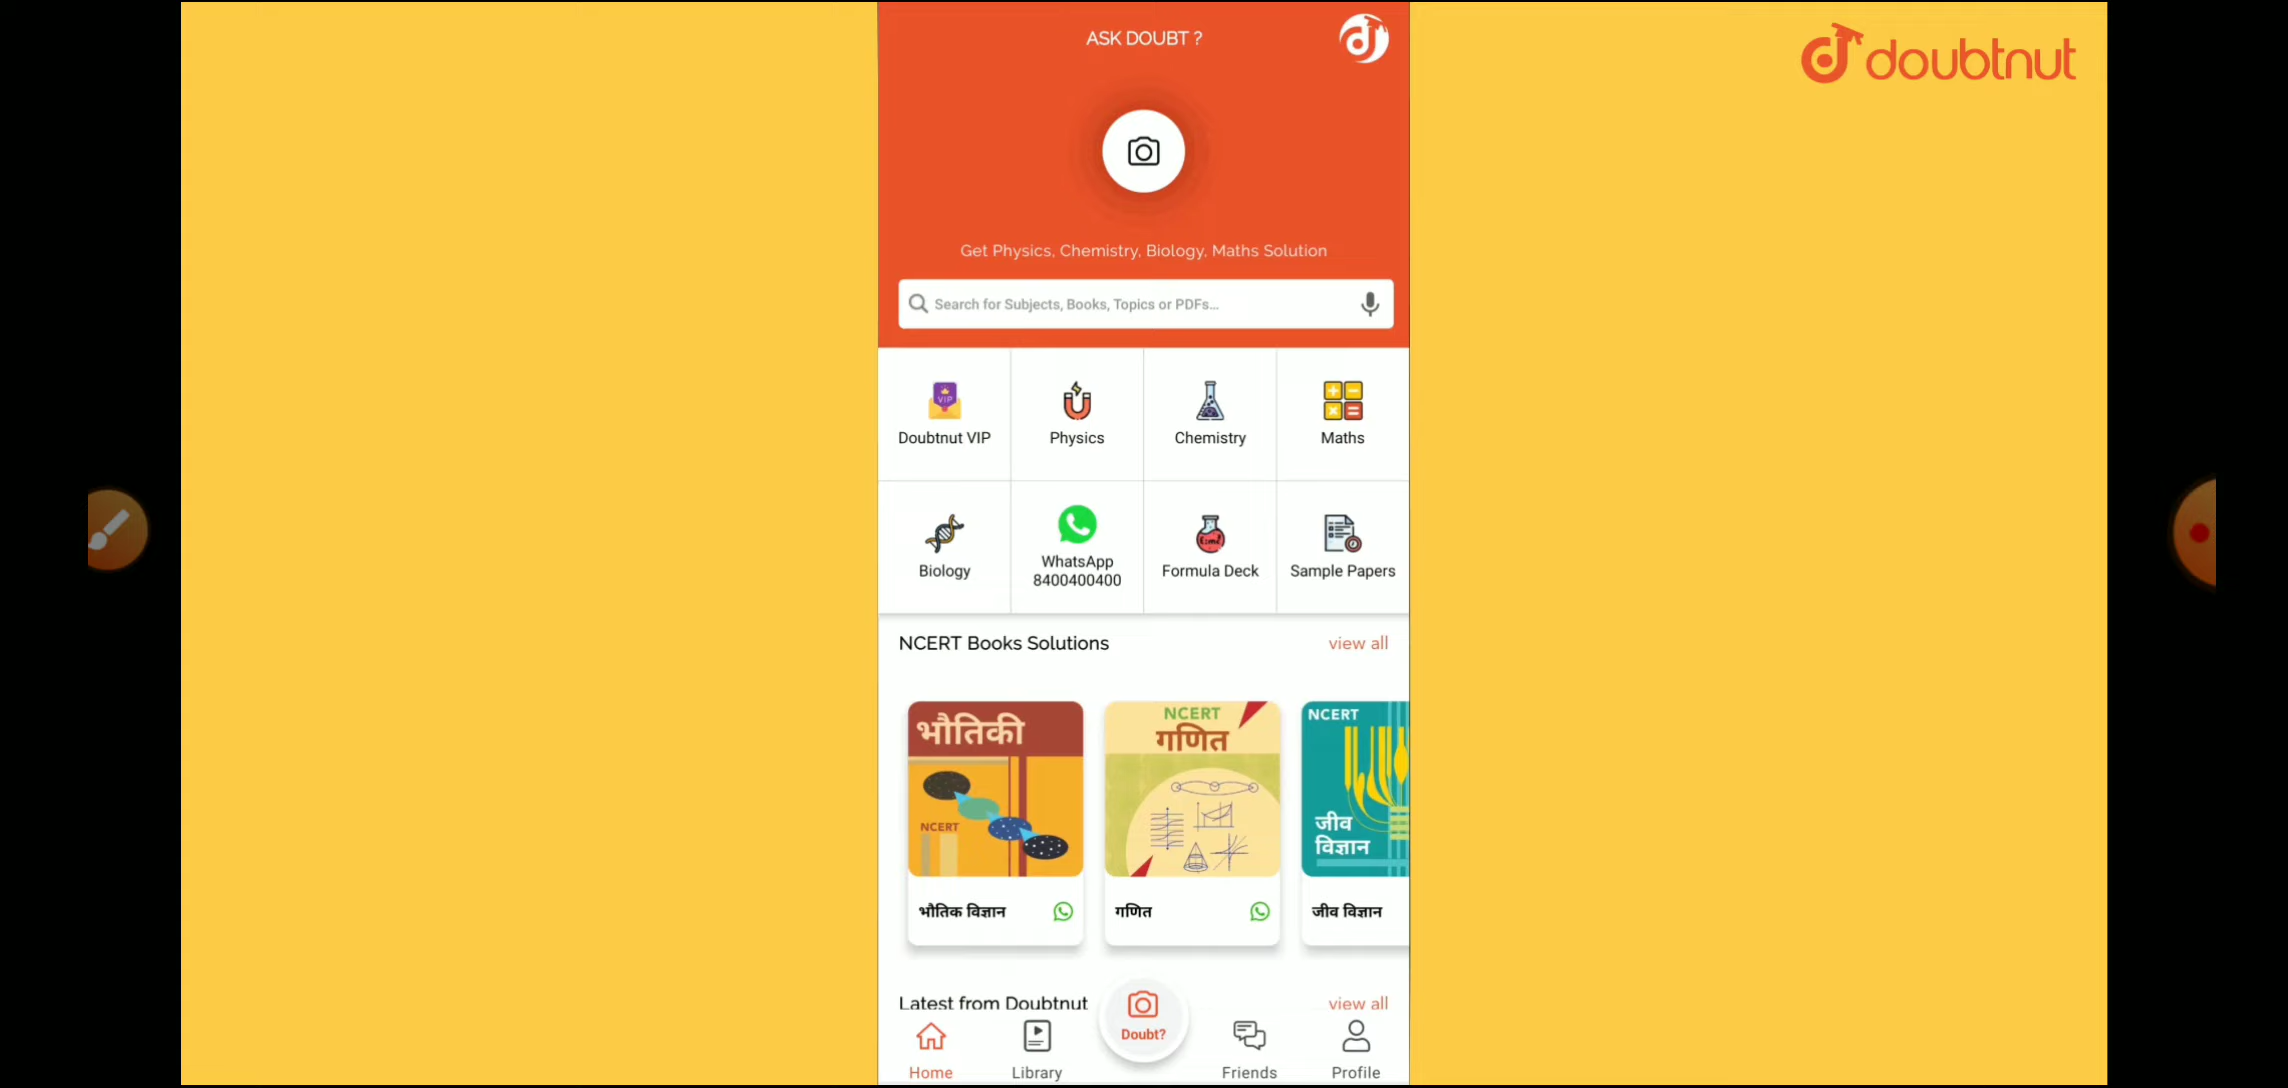 ASK DOUBT ?
doubtnut
Get Physics, Chemistry, Biology, Maths Solution
Search for Subjects, Books, Topics or PDFs...
VIP
Doubtnut VIP
Physics
Chemistry
Maths
Biology
WhatsApp
8400400400
Formula Deck
Sample Papers
NCERT Books Solutions
view all
भौतिकी
NCERT
NCERT
गणित
NCERT
जीव
विज्ञान
भौतिक विज्ञान
गणित
जीव विज्ञान
Latest from Doubtnut
view all
Doubt?
Home
Library
Friends
Profile